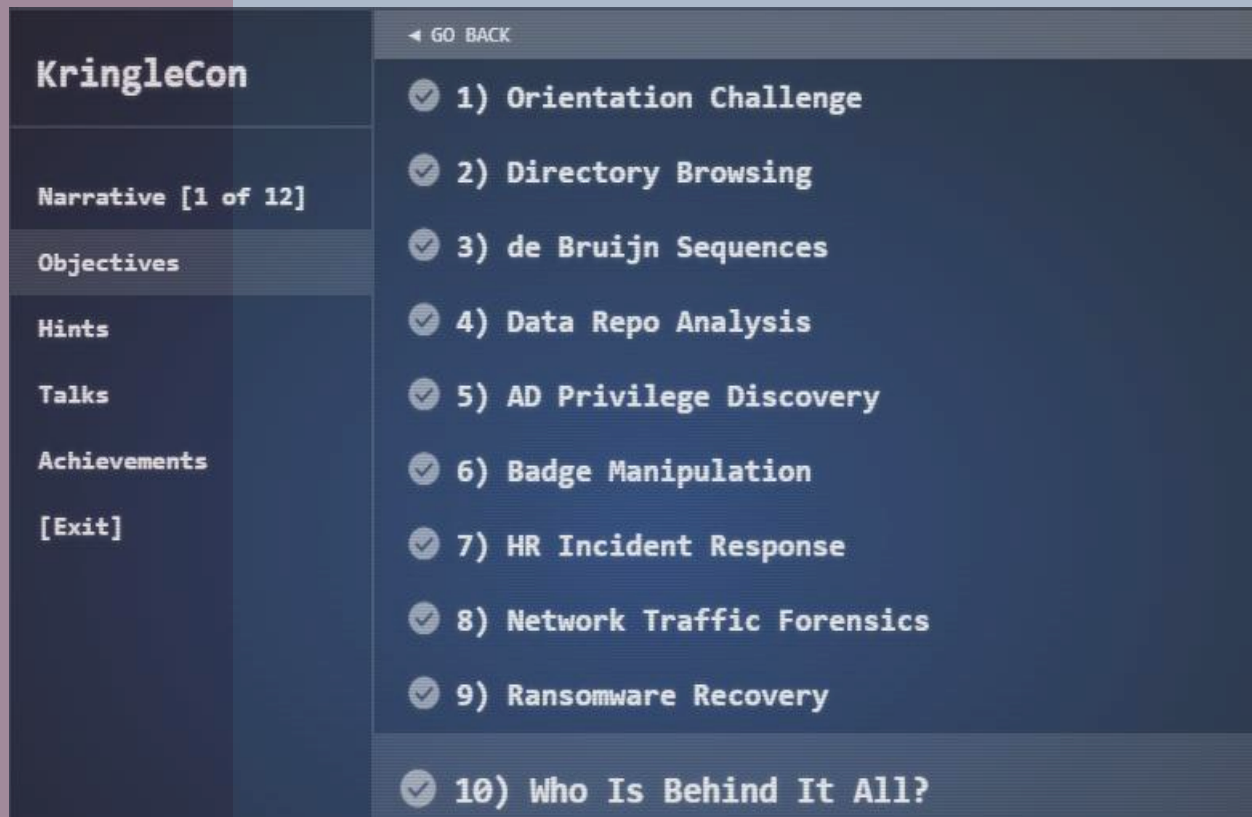 KringleCon
Narrative [1 of 12]
Objectives
Hints
Talks
Achievements
[Exit]
◄ GO BACK
1) Orientation Challenge
2) Directory Browsing
3) de Bruijn Sequences
4) Data Repo Analysis
5) AD Privilege Discovery
6) Badge Manipulation
7) HR Incident Response
8) Network Traffic Forensics
9) Ransomware Recovery
10) Who Is Behind It All?